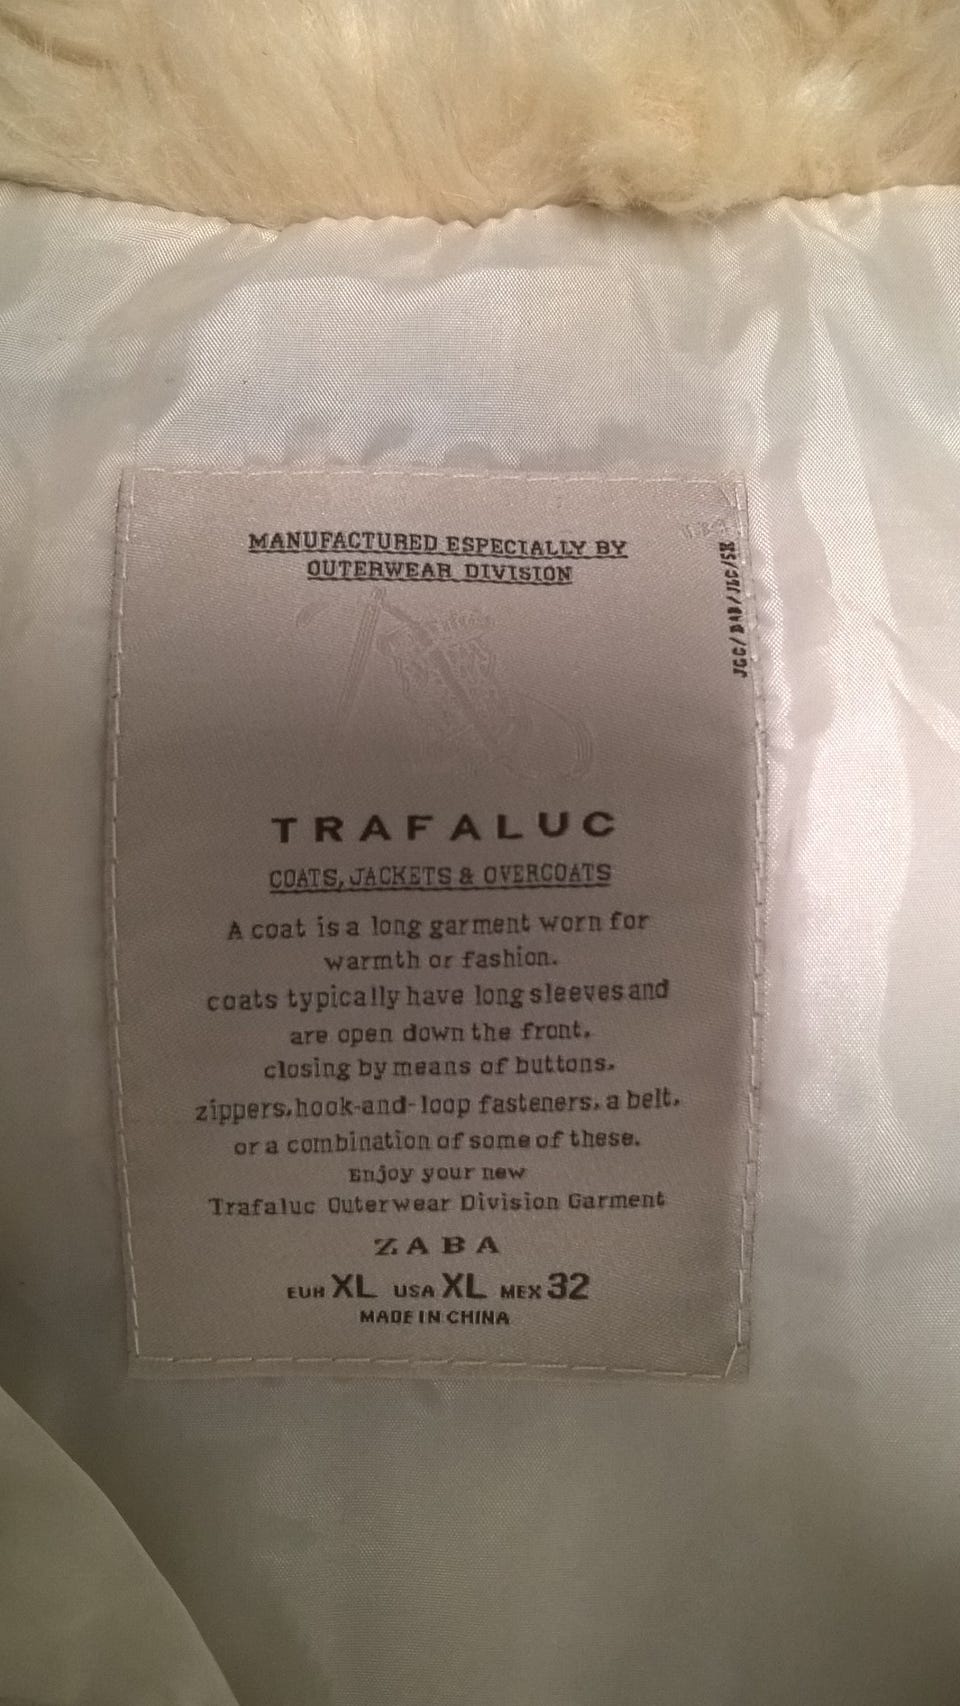 MANUFACTURED ESPECIALLY BY
OUTERWEAR DIVISION
TRAFALUC
COATS, JACKETS & OVERCOATS
A coat is a long garment worn for
warmth or fashion.
coats typically have long sleeves and
are open down the front.
closing by means of buttons.
zippers, hook-and-loop fasteners, a belt.
or a combination of some of these.
Enjoy your new
Trafaluc Outerwear Division Garment
ZABA
EUR XL USA XL MEX 32
MADE IN CHINA